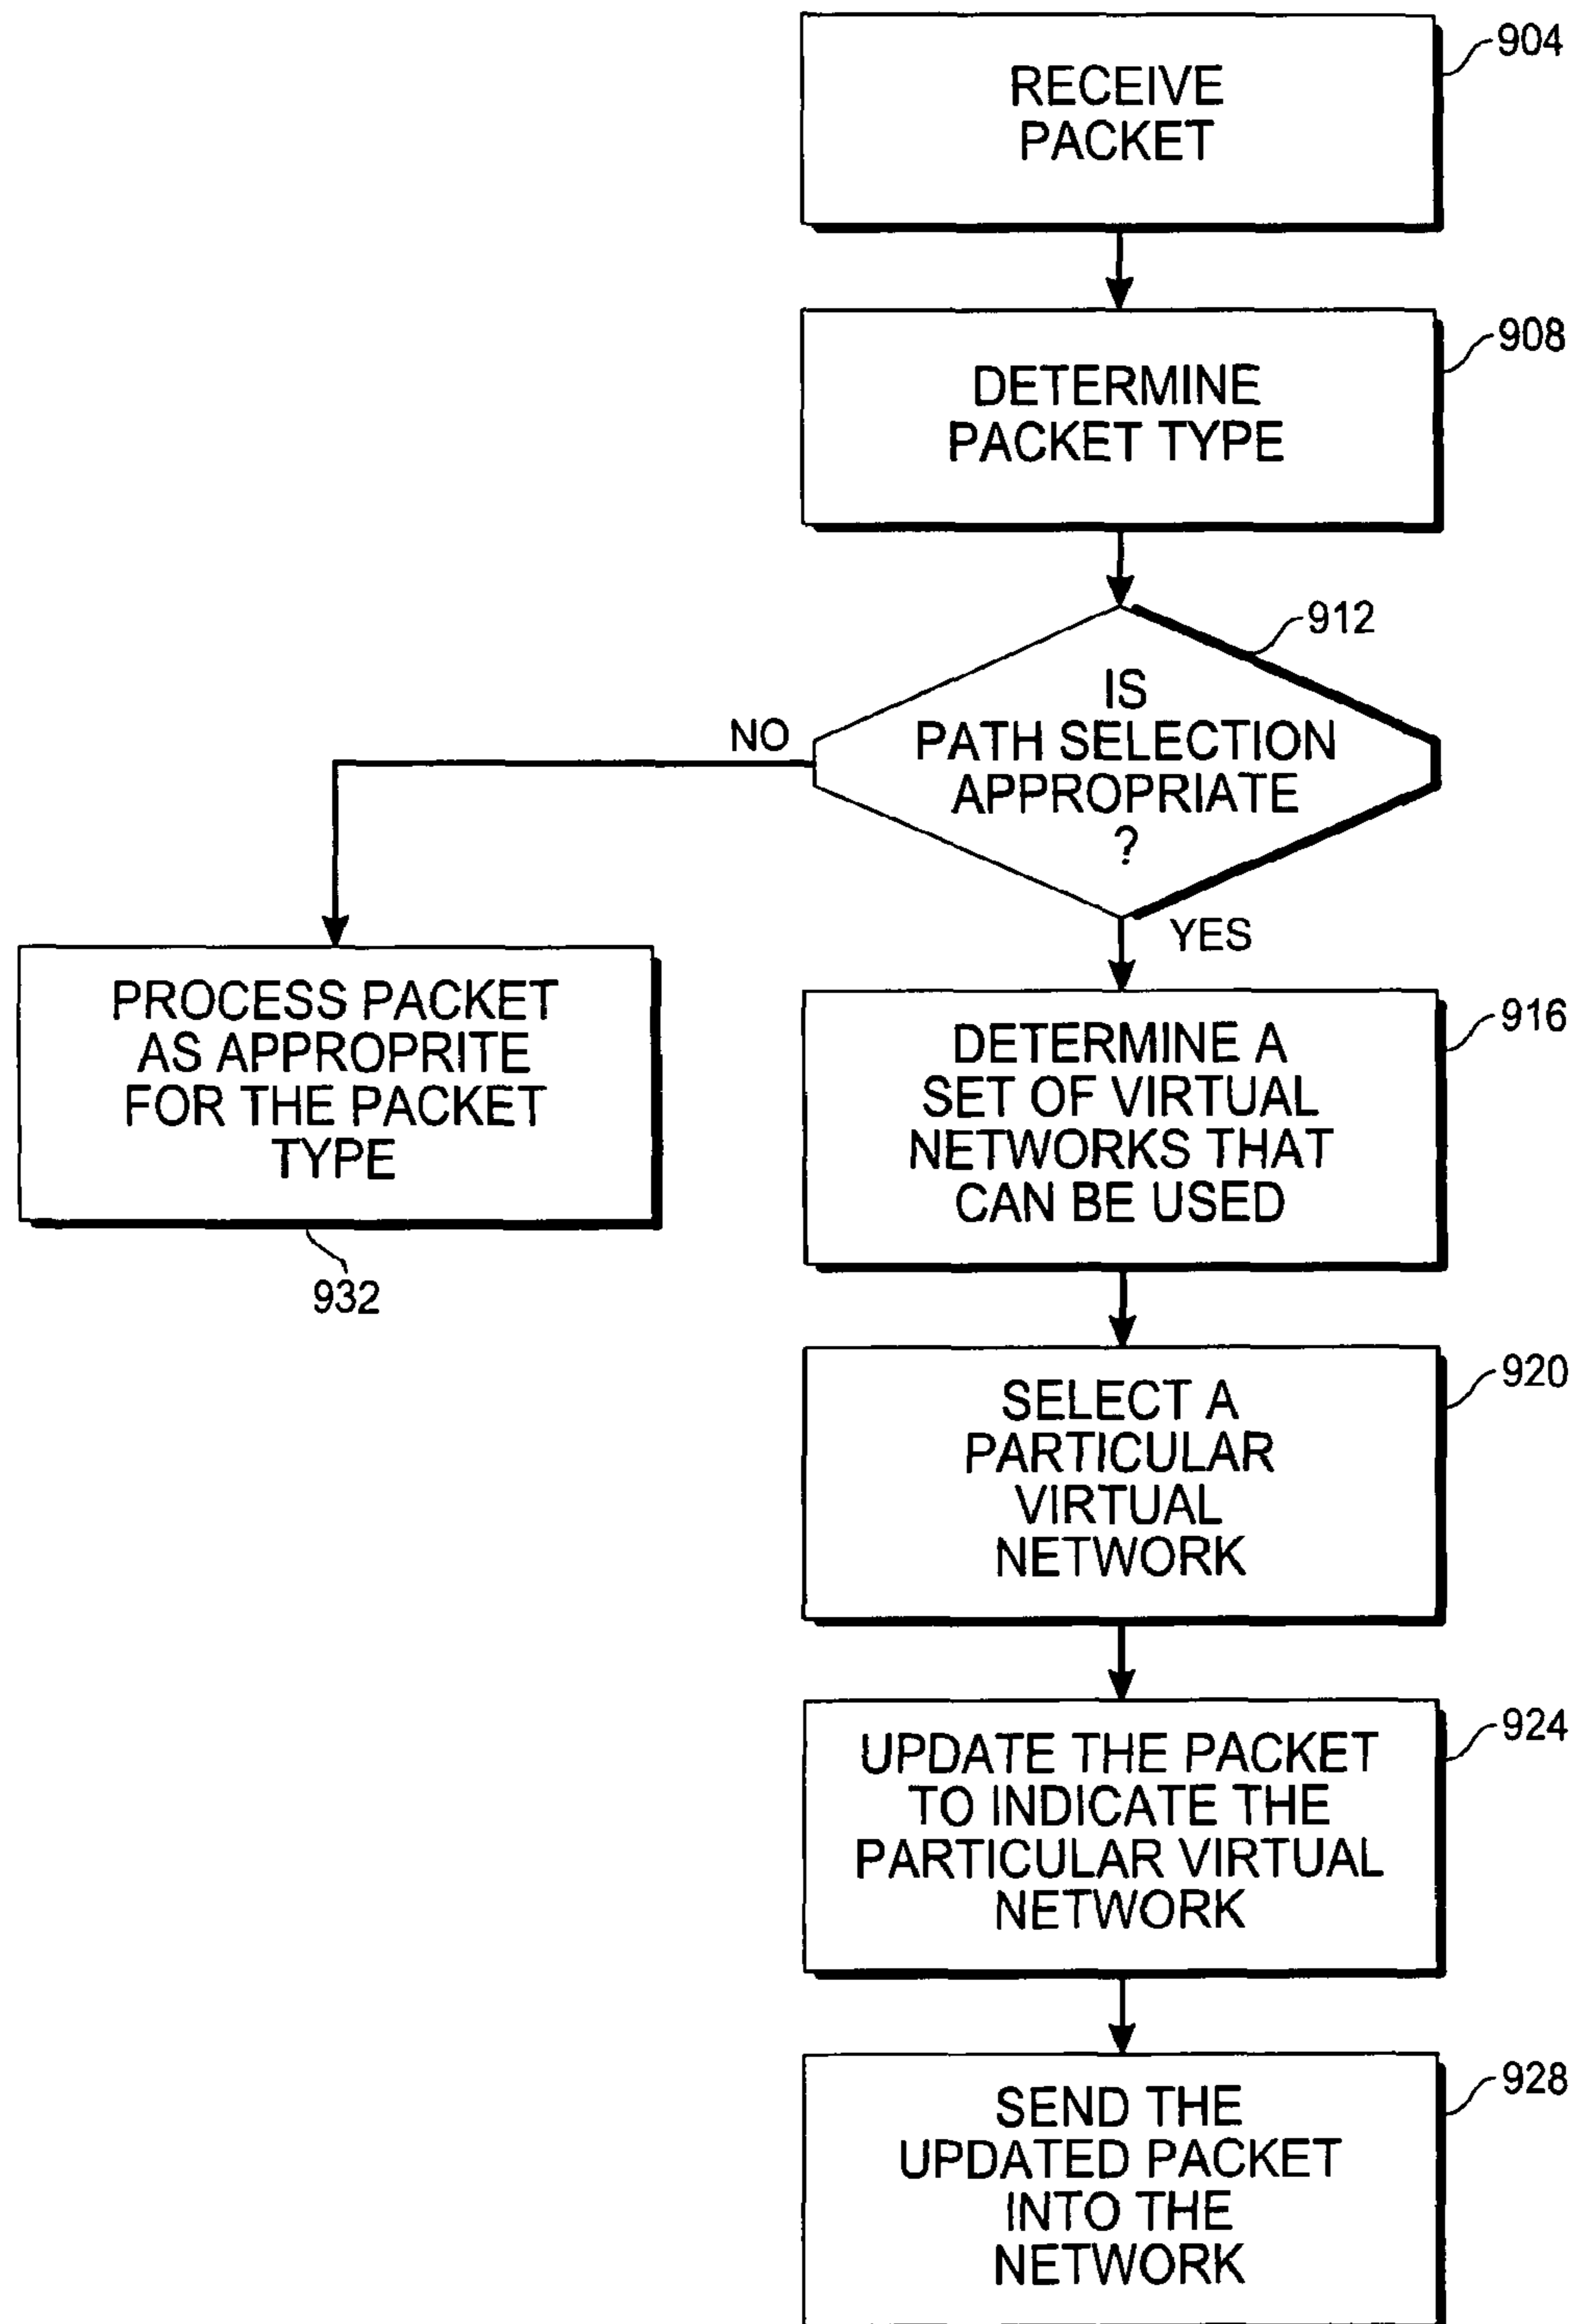 904
RECEIVE
PACKET
908
DETERMINE
PACKET TYPE
912
IS
PATH SELECTION
APPROPRIATE
?
NO
YES
PROCESS PACKET
AS APPROPRITE
FOR THE PACKET
TYPE
932
916
DETERMINE A
SET OF VIRTUAL
NETWORKS THAT
CAN BE USED
920
SELECT A
PARTICULAR
VIRTUAL
NETWORK
924
UPDATE THE PACKET
TO INDICATE THE
PARTICULAR VIRTUAL
NETWORK
928
SEND THE
UPDATED PACKET
INTO THE
NETWORK